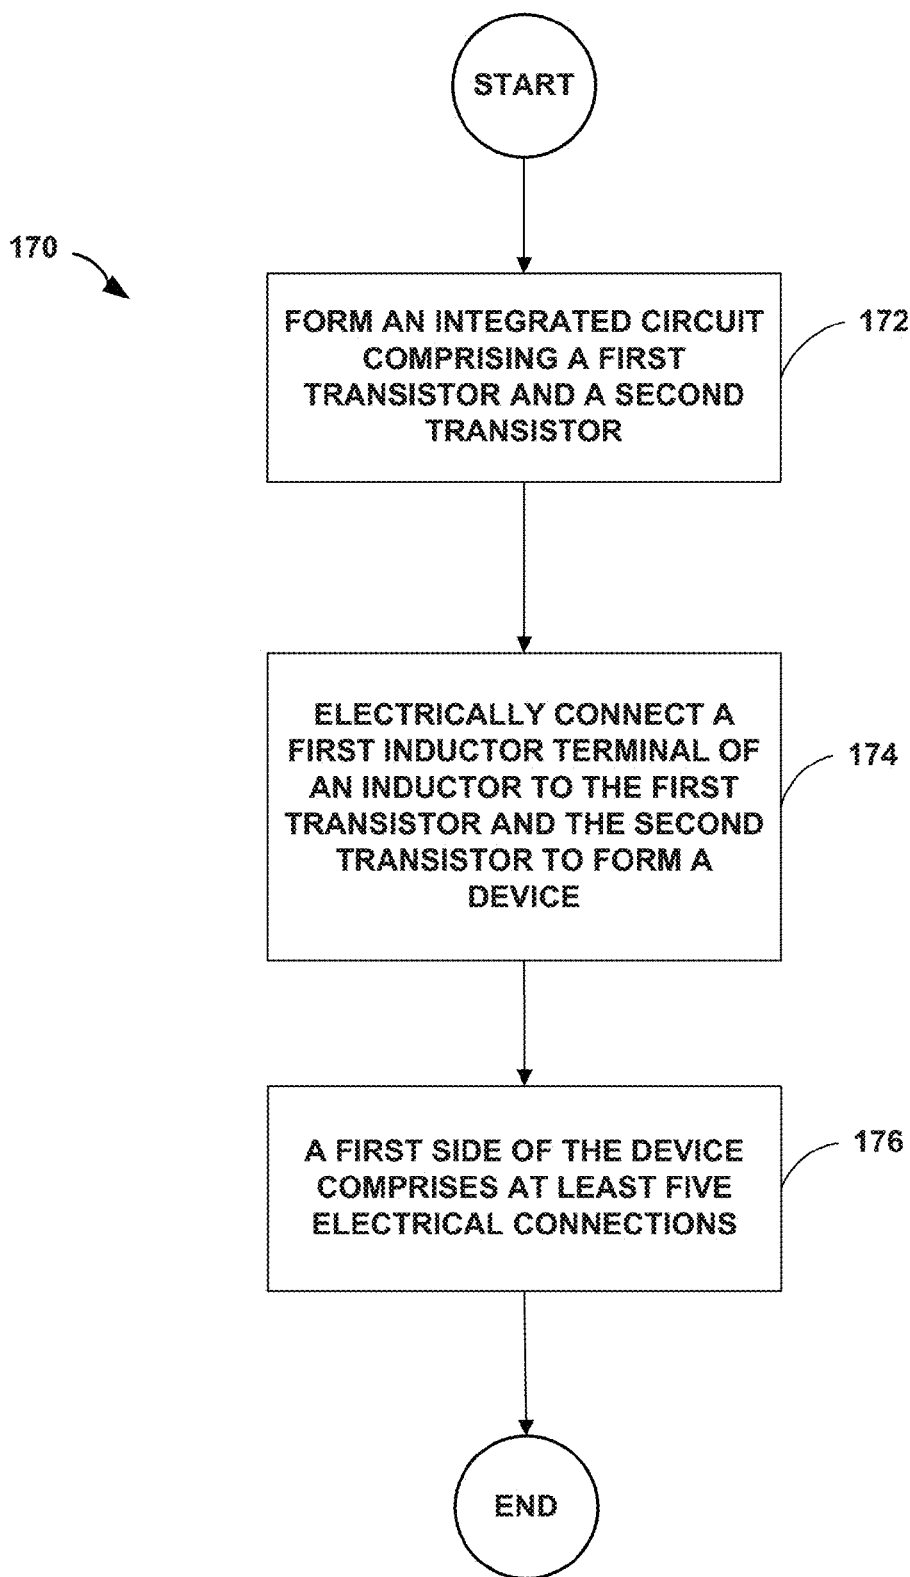 START
170
FORM AN INTEGRATED CIRCUIT
COMPRISING A FIRST
TRANSISTOR AND A SECOND
TRANSISTOR
172
ELECTRICALLY CONNECT A
FIRST INDUCTOR TERMINAL OF
AN INDUCTOR TO THE FIRST
TRANSISTOR AND THE SECOND
TRANSISTOR TO FORM A
DEVICE
174
A FIRST SIDE OF THE DEVICE
COMPRISES AT LEAST FIVE
ELECTRICAL CONNECTIONS
176
END